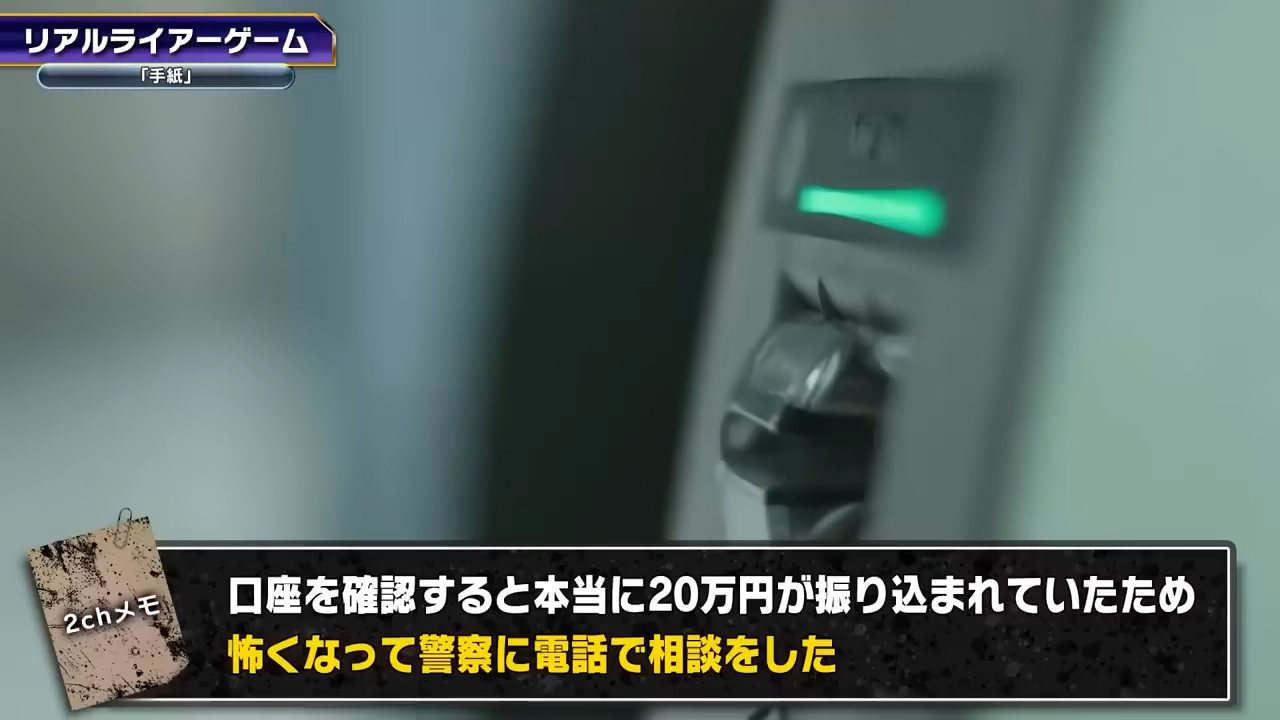 リアルライアーゲーム
「手紙」
2chメモ
口座を確認すると本当に20万円が振り込まれていたため
怖くなって警察に電話で相談をした